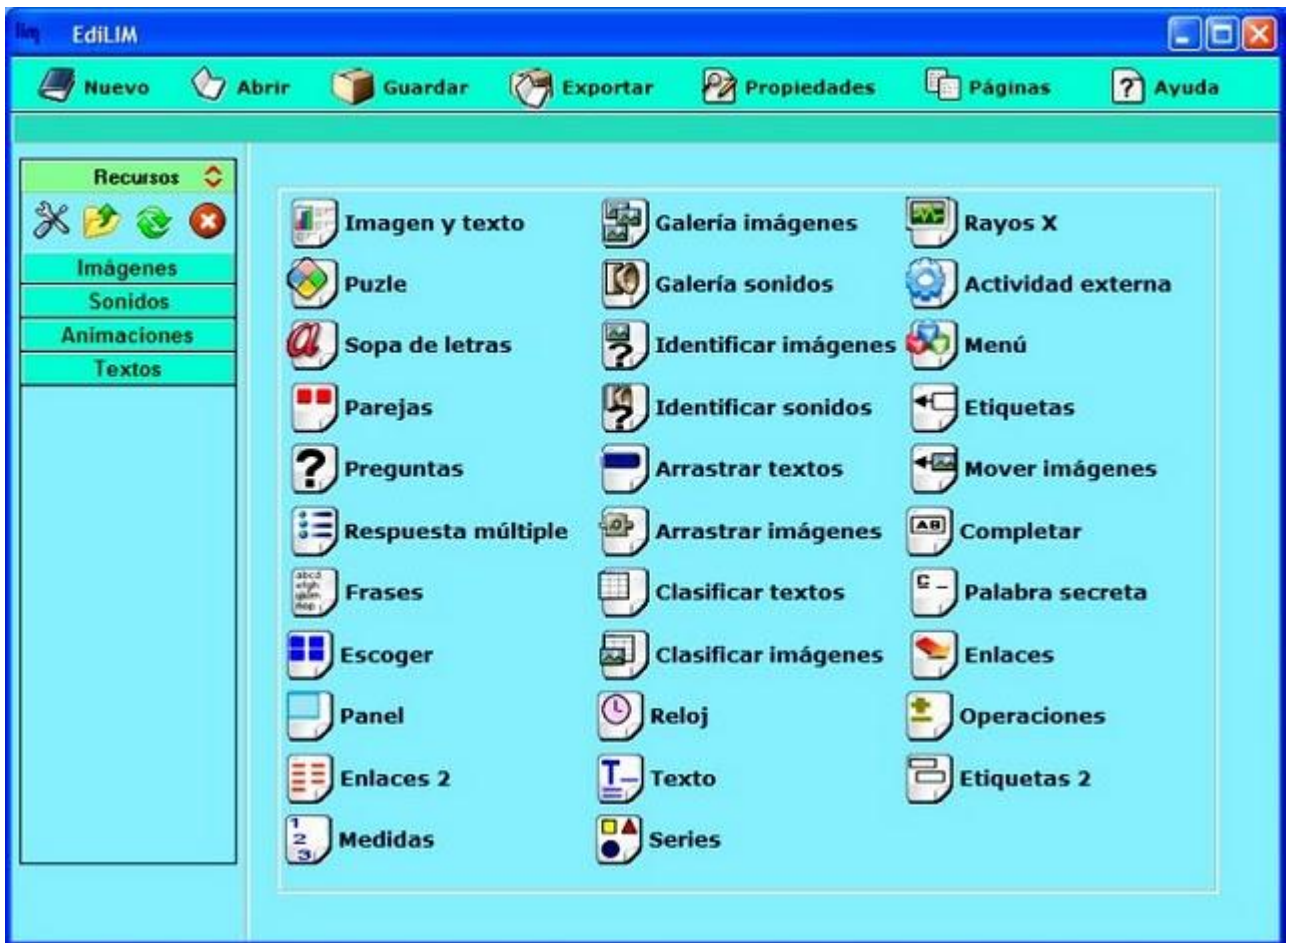 lim EdiLIM
Nuevo Abrir Guardar Exportar Propiedades Páginas Ayuda
Recursos
Imágenes
Sonidos
Animaciones
Textos
Imagen y texto Galería imágenes Rayos X
Puzle Galería sonidos Actividad externa
Sopa de letras Identificar imágenes Menú
Parejas Identificar sonidos Etiquetas
Preguntas Arrastrar textos Mover imágenes
Respuesta múltiple Arrastrar imágenes Completar
Frases Clasificar textos Palabra secreta
Escoger Clasificar imágenes Enlaces
Panel Reloj Operaciones
Enlaces 2 Texto Etiquetas 2
Medidas Series